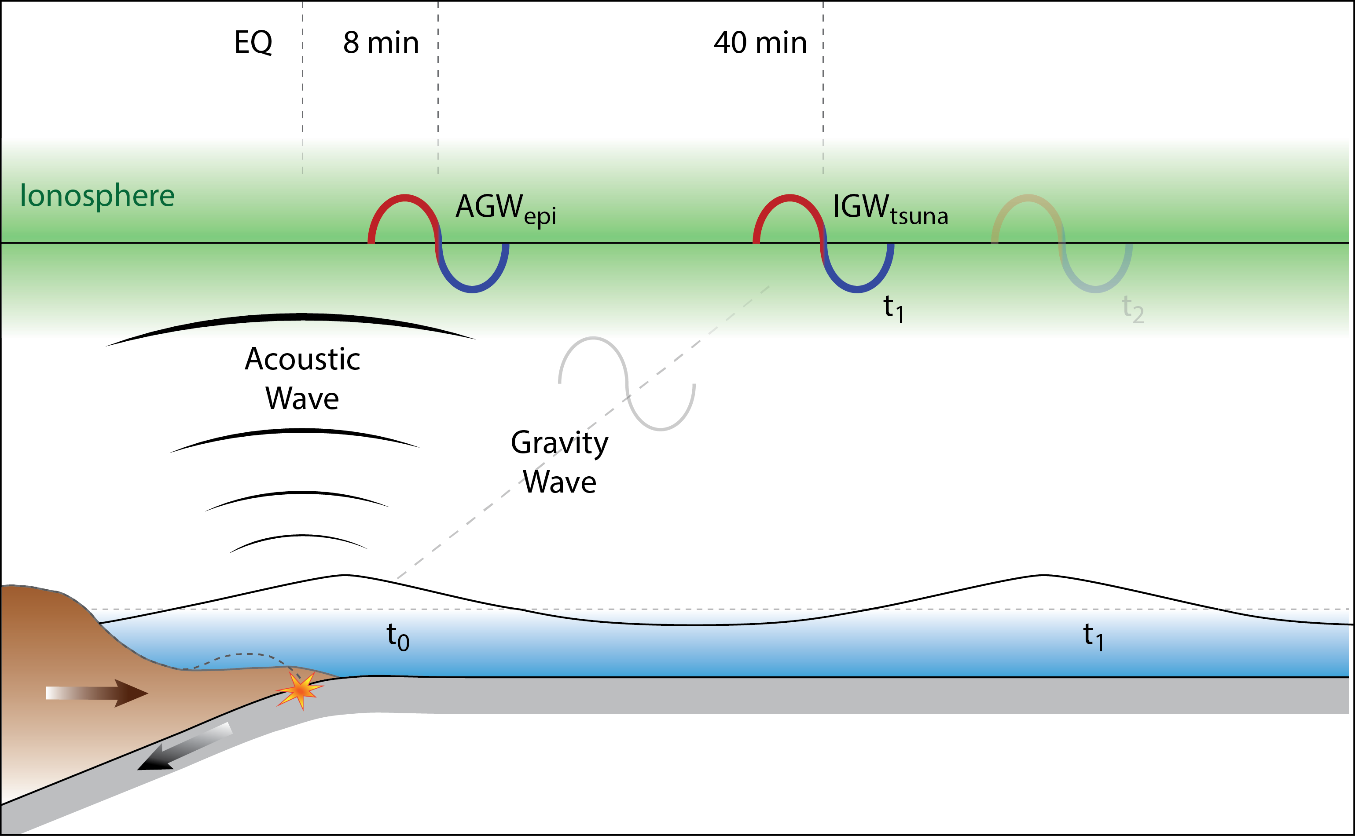 EQ
8 min
40 min
Ionosphere
AGWepi
IGWtsuna
t1
t2
Acoustic
Wave
Gravity
Wave
t0
t1